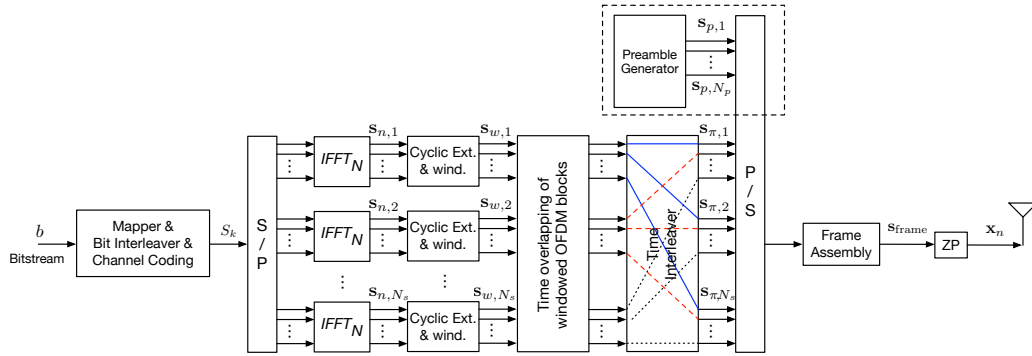 b
Bitstream
Mapper &
Bit Interleaver &
Channel Coding
S_k
S / P
IFFT_N
IFFT_N
IFFT_N
s_{n,1}
s_{n,2}
s_{n,N_s}
Cyclic Ext.
& wind.
Cyclic Ext.
& wind.
Cyclic Ext.
& wind.
s_{w,1}
s_{w,2}
s_{w,N_s}
Time overlapping of
windowed OFDM blocks
Time
Interleaver
Preamble
Generator
s_{p,1}
s_{p,N_p}
s_{π,1}
s_{π,2}
s_{π,N_s}
P / S
Frame
Assembly
s_{frame}
ZP
x_n